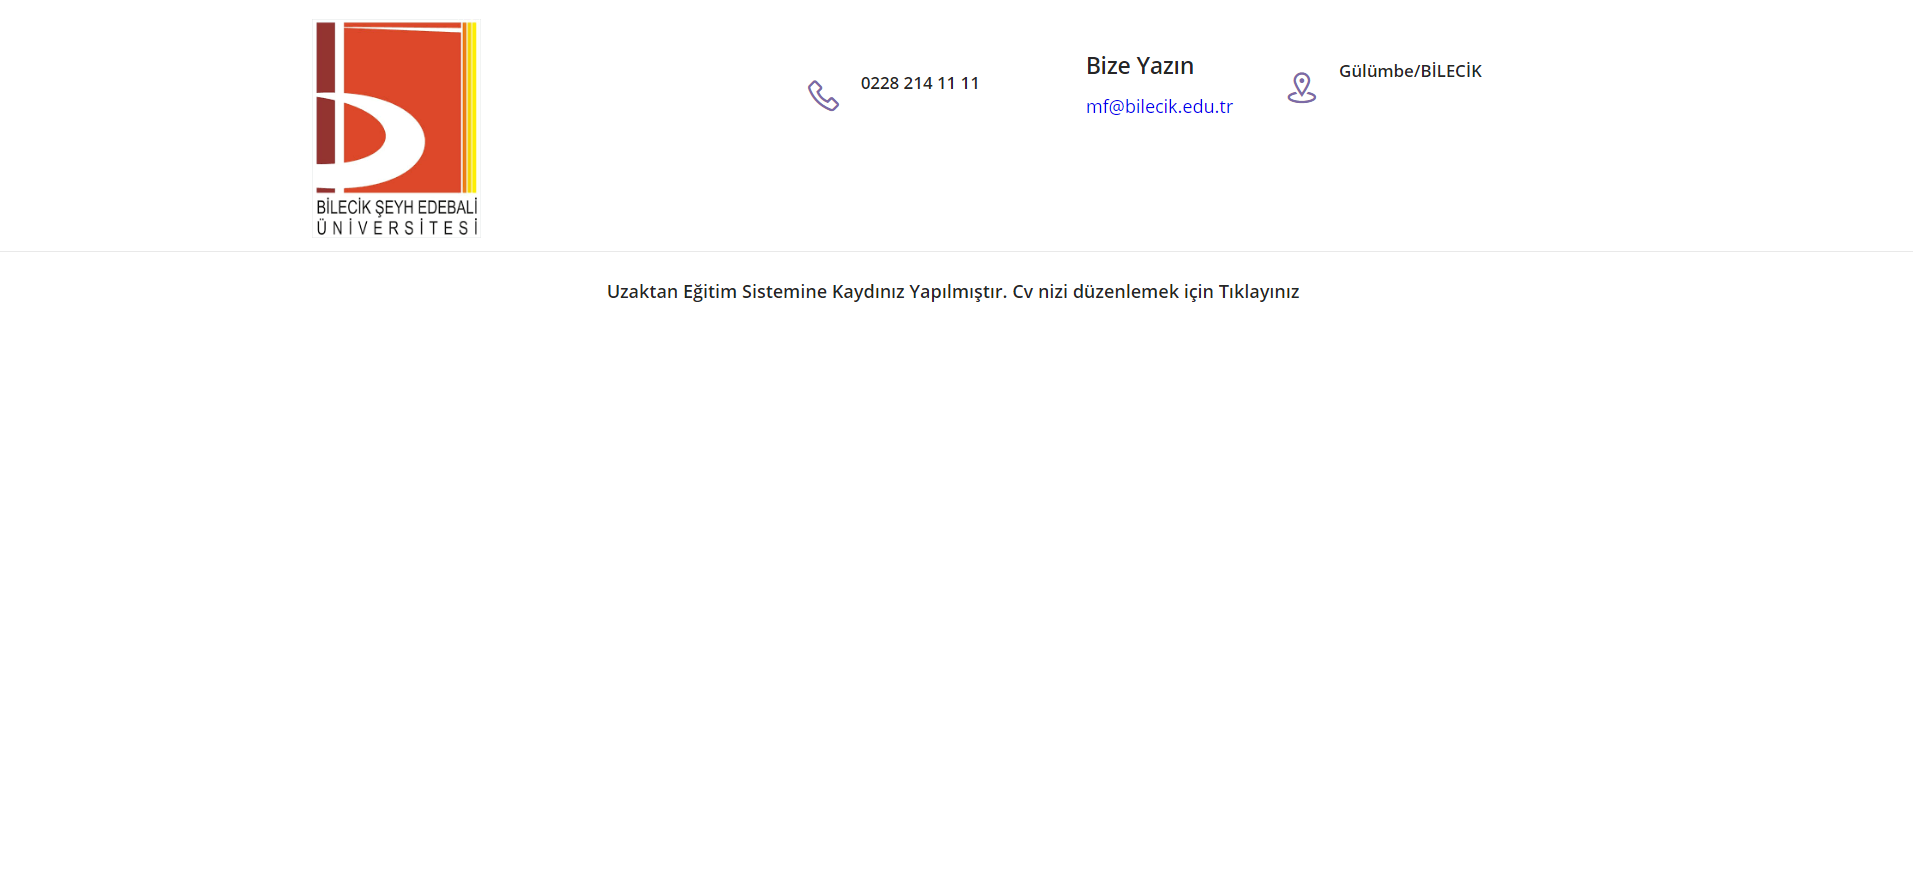 BİLECİK ŞEYH EDEBALİ
ÜNİVERSİTESİ
0228 214 11 11
Bize Yazın
mf@bilecik.edu.tr
Gülümbe/BİLECİK
Uzaktan Eğitim Sistemine Kaydınız Yapılmıştır. Cv nizi düzenlemek için Tıklayınız